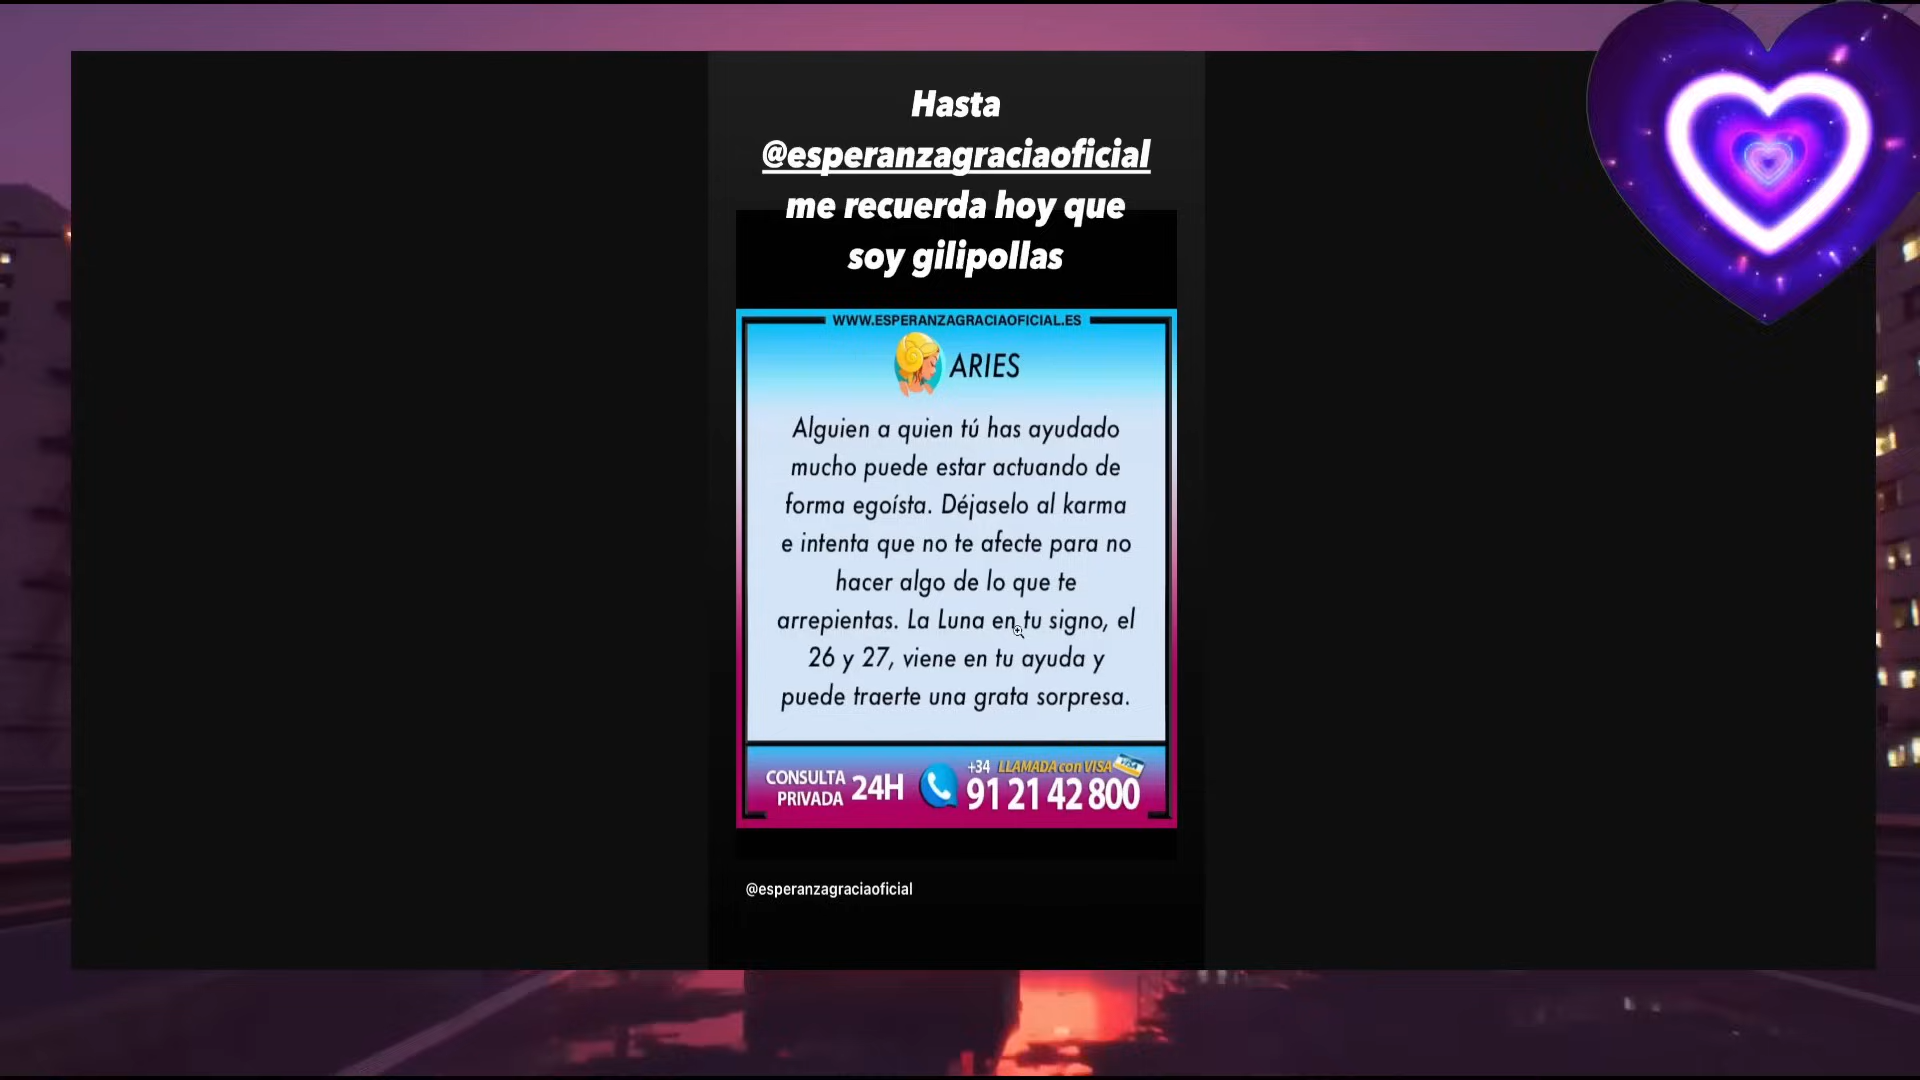 Hasta
@esperanzagraciaoficial
me recuerda hoy que
soy gilipollas
WWW.ESPERANZAGRACIAOFICIAL.ES
ARIES
Alguien a quien tú has ayudado
mucho puede estar actuando de
forma egoísta. Déjaselo al karma
e intenta que no te afecte para no
hacer algo de lo que te
arrepientas. La Luna en tu signo, el
26 y 27, viene en tu ayuda y
puede traerte una grata sorpresa.
CONSULTA
PRIVADA
24H
+34 LLAMADA con VISA
VISA
91 21 42 800
@esperanzagraciaoficial